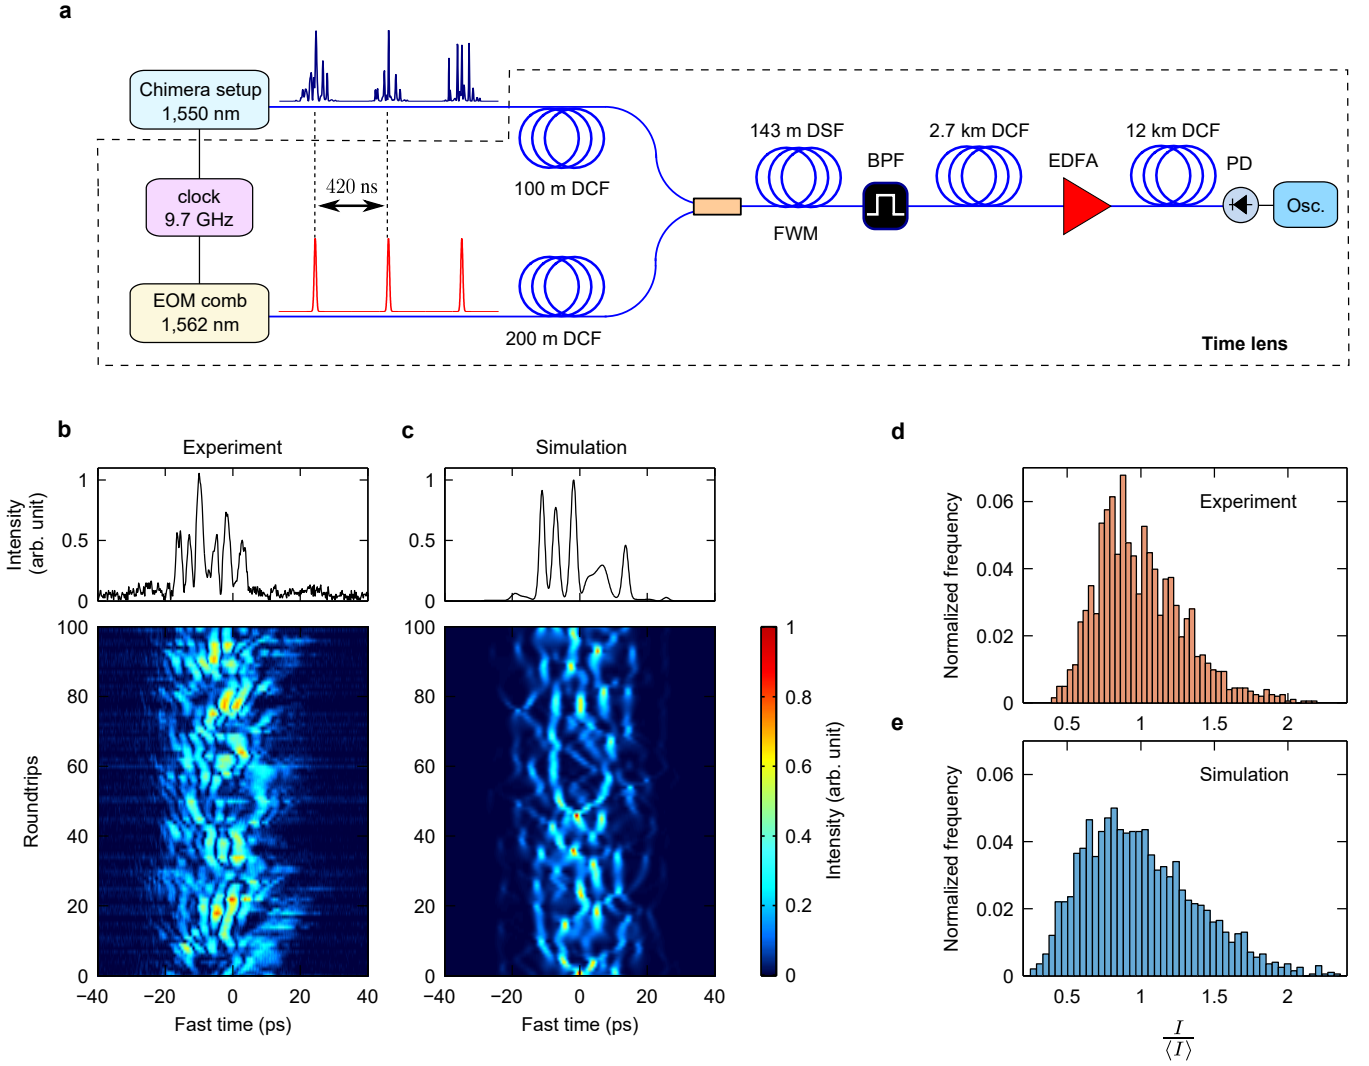 a
Chimera setup
1,550 nm
clock
9.7 GHz
EOM comb
1,562 nm
420 ns
100 m DCF
200 m DCF
143 m DSF
FWM
BPF
2.7 km DCF
EDFA
12 km DCF
PD
Osc.
Time lens
b
Experiment
Intensity
(arb. unit)
1
0.5
0
Roundtrips
100
80
60
40
20
0
−40
−20
0
20
40
Fast time (ps)
c
Simulation
1
0.5
0
100
80
60
40
20
0
−40
−20
0
20
40
Fast time (ps)
1
0.8
0.6
0.4
0.2
0
Intensity (arb. unit)
d
Experiment
Normalized frequency
0.06
0.04
0.02
0
0.5
1
1.5
2
e
Simulation
Normalized frequency
0.06
0.04
0.02
0
0.5
1
1.5
2
I
⟨I⟩